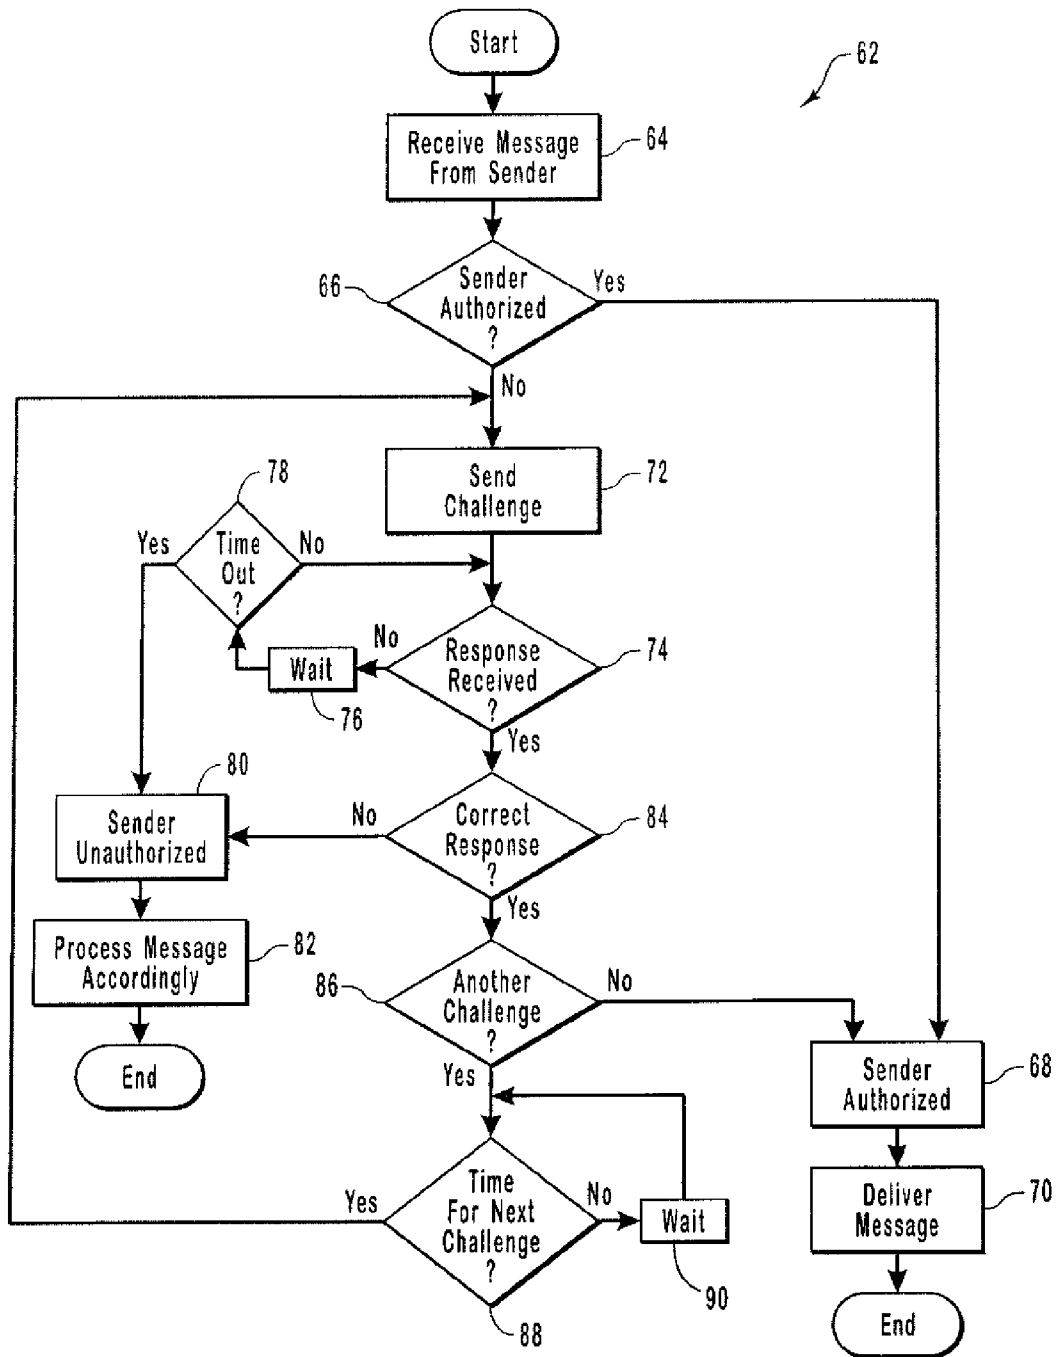 Start
62
Receive Message
From Sender
64
66
Sender
Authorized
?
Yes
No
Send
Challenge
72
78
Yes
Time
Out
?
No
No
Wait
76
Response
Received
?
74
Yes
80
Sender
Unauthorized
No
Correct
Response
?
84
Yes
Process Message
Accordingly
82
86
Another
Challenge
?
No
Yes
End
Sender
Authorized
68
Yes
Time
For Next
Challenge
?
No
Wait
90
88
Deliver
Message
70
End